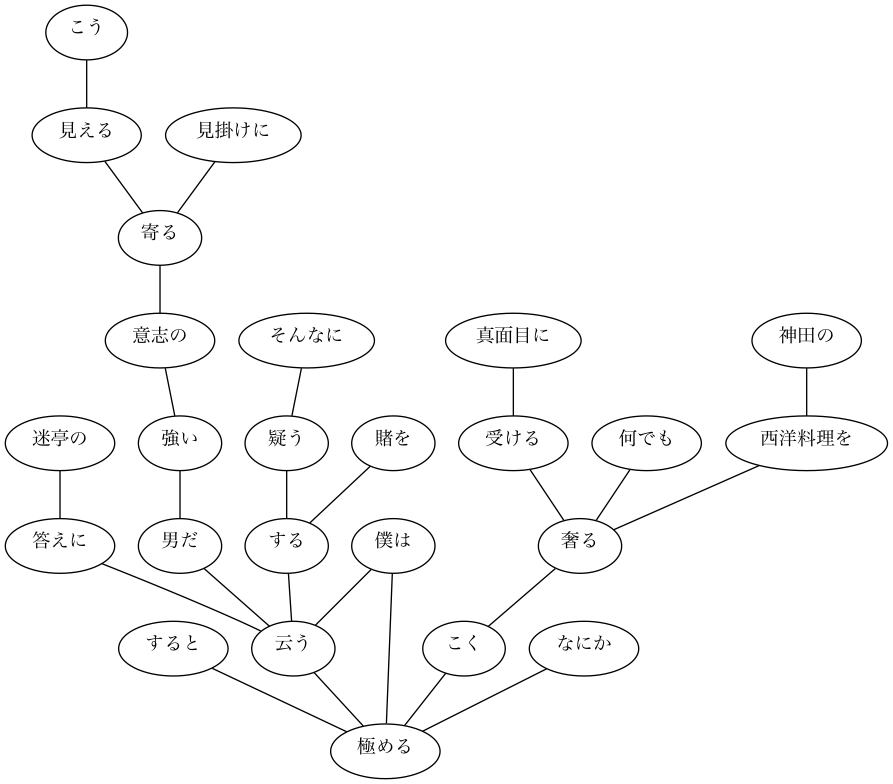 こう
見える
見掛けに
寄る
意志の
そんなに
真面目に
神田の
迷亭の
強い
疑う
賭を
受ける
何でも
西洋料理を
答えに
男だ
する
僕は
奢る
すると
云う
こく
なにか
極める